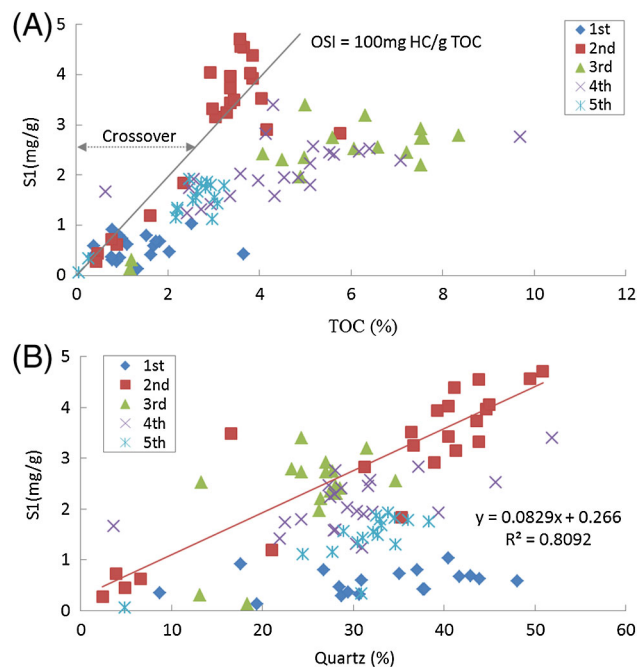 (A)
OSI = 100mg HC/g TOC
1st
2nd
3rd
4th
5th
Crossover
S1(mg/g)
5
4
3
2
1
0
0 2 4 6 8 10 12
TOC (%)
(B)
1st
2nd
3rd
4th
5th
S1(mg/g)
5
4
3
2
1
0
y = 0.0829x + 0.266
R² = 0.8092
0 10 20 30 40 50 60
Quartz (%)